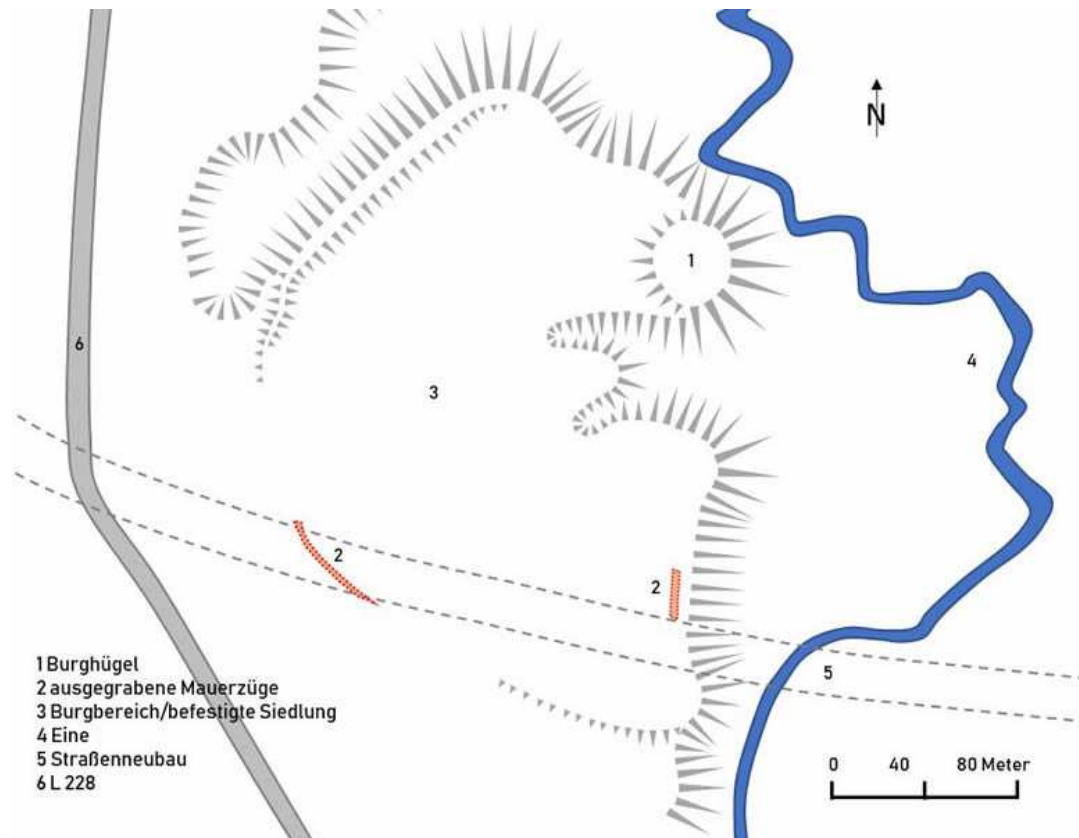 N
1
6
4
3
2
2
5
1 Burghügel
2 ausgegrabene Mauerzüge
3 Burgbereich/befestigte Siedlung
4 Eine
5 Straßenneubau
6 L 228
0 40 80 Meter